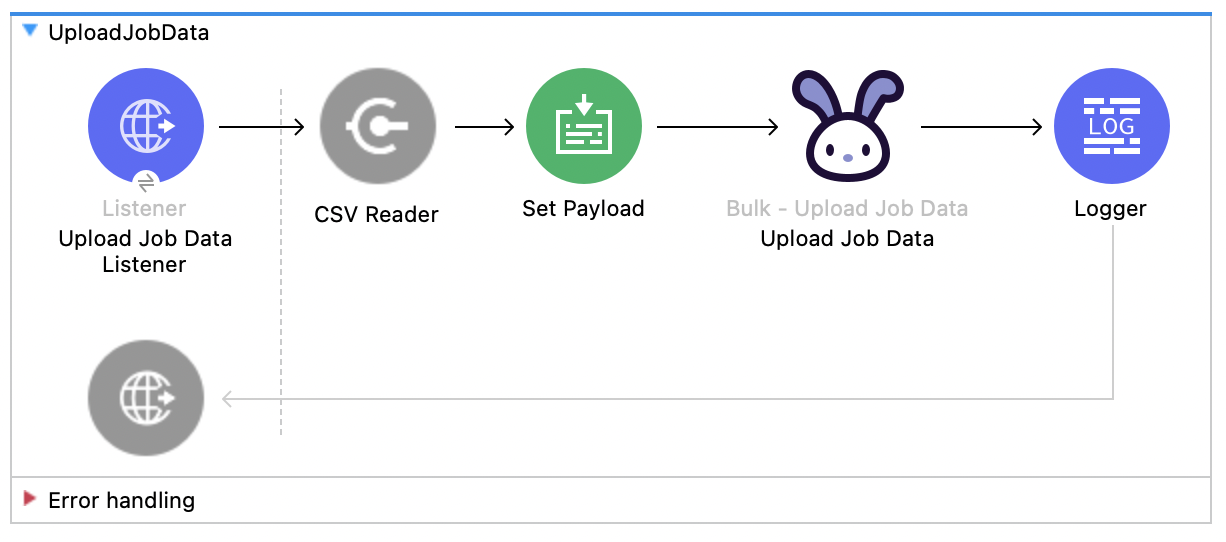 UploadJobData
LOG
Listener
Upload Job Data
Listener
CSV Reader
Set Payload
Bulk - Upload Job Data
Upload Job Data
Logger
Error handling